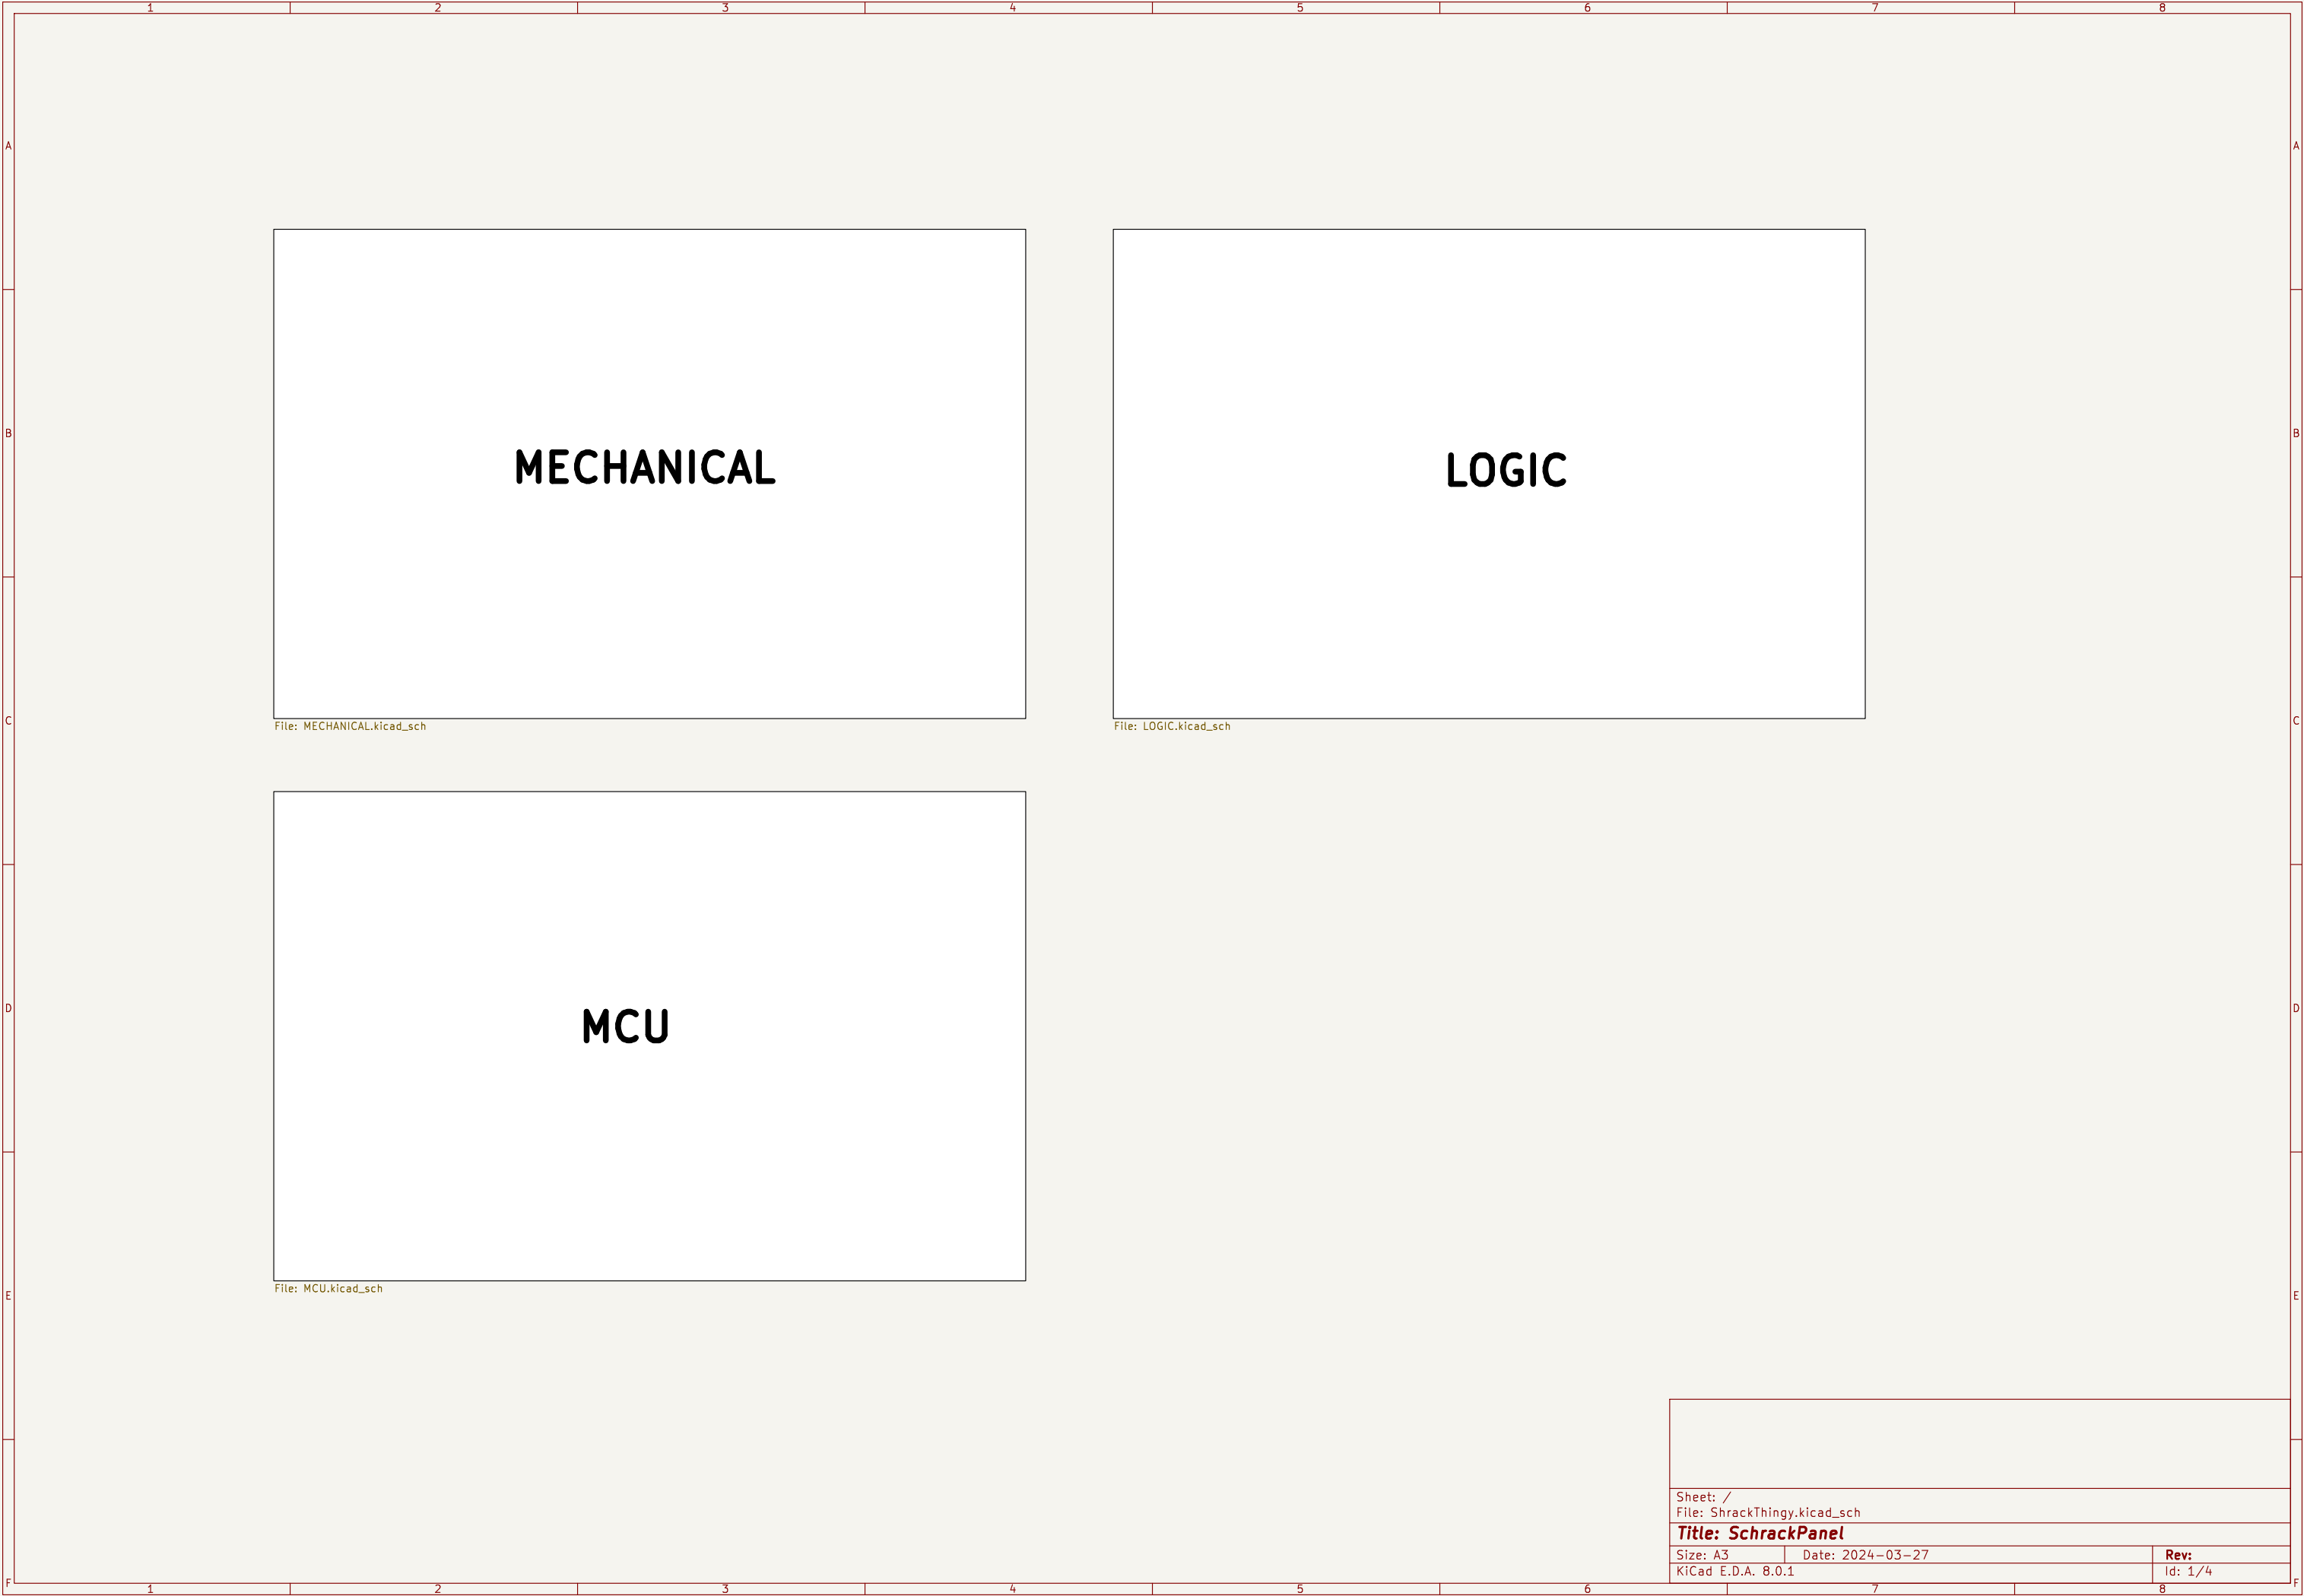 1 2 3 4 5 6 7 8
A A
B B
MECHANICAL
LOGIC
C C
File: MECHANICAL.kicad_sch
File: LOGIC.kicad_sch
D D
MCU
File: MCU.kicad_sch
E E
Sheet: /
File: ShrackThingy.kicad_sch
Title: SchrackPanel
Size: A3 Date: 2024-03-27 Rev:
KiCad E.D.A. 8.0.1 Id: 1/4
F F
1 2 3 4 5 6 7 8